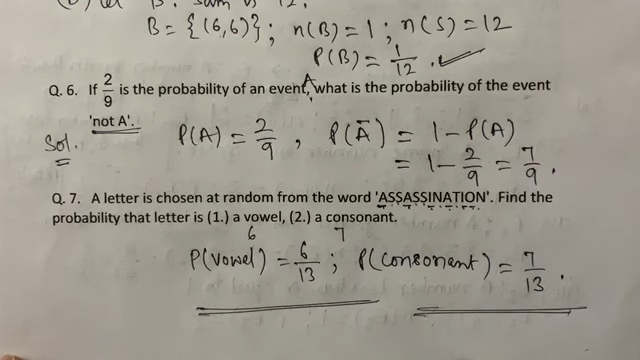 B = {(6,6)}; n(B) = 1 ; n(S) = 12
P(B) = 1/12 .
Q. 6. If 2/9 is the probability of an event A, what is the probability of the event
'not A'.
Sol. P(A) = 2/9 , P(Ā) = 1 - P(A)
= 1 - 2/9 = 7/9 .
Q. 7. A letter is chosen at random from the word 'ASSASSINATION'. Find the
probability that letter is (1.) a vowel, (2.) a consonant.
6 7
P(vowel) = 6/13 ; P(consonant) = 7/13 .